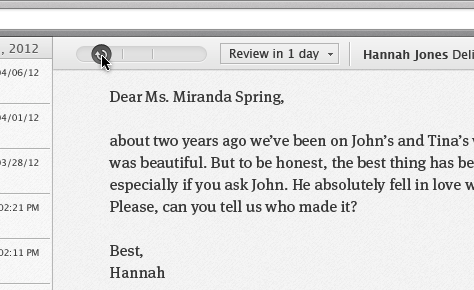 , 2012
04/06/12
04/01/12
03/28/12
02:21 PM
02:11 PM
Review in 1 day
Hannah Jones Deli
Dear Ms. Miranda Spring,
about two years ago we've been on John's and Tina's
was beautiful. But to be honest, the best thing has be
especially if you ask John. He absolutely fell in love w
Please, can you tell us who made it?
Best,
Hannah